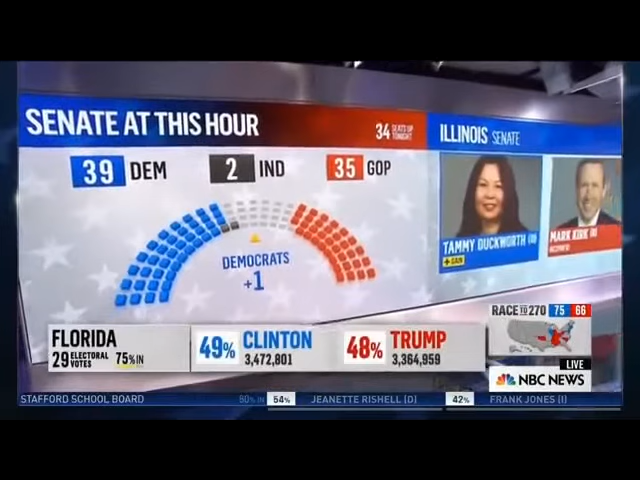 SENATE AT THIS HOUR
34 SEATS UP TONIGHT
ILLINOIS SENATE
39 DEM
2 IND
35 GOP
DEMOCRATS
+1
TAMMY DUCKWORTH (D)
+ GAIN
MARK KIRK (R)
INCUMBENT
FLORIDA
29 ELECTORAL VOTES 75% IN
49% CLINTON
3,472,801
48% TRUMP
3,364,959
RACE TO 270 75 66
LIVE
NBC NEWS
STAFFORD SCHOOL BOARD 80% IN 54% JEANETTE RISHELL (D) 42% FRANK JONES (I)